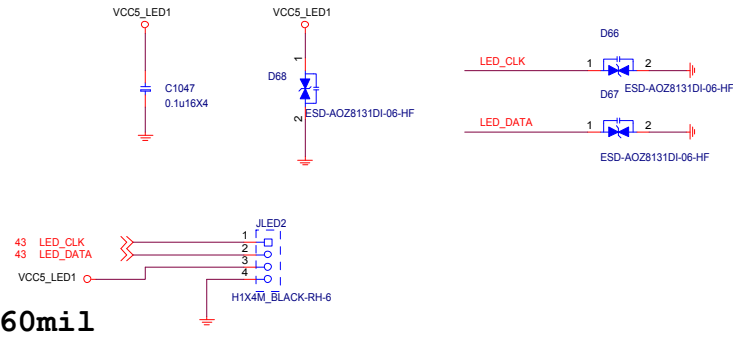 VCC5_LED1
C1047
0.1u16X4
VCC5_LED1
1
D68
ESD-AOZ8131DI-06-HF
2
D66
LED_CLK
1
2
ESD-AOZ8131DI-06-HF
D67
LED_DATA
1
2
ESD-AOZ8131DI-06-HF
JLED2
43 LED_CLK
43 LED_DATA
VCC5_LED1
1
2
3
4
H1X4M_BLACK-RH-6
60mil